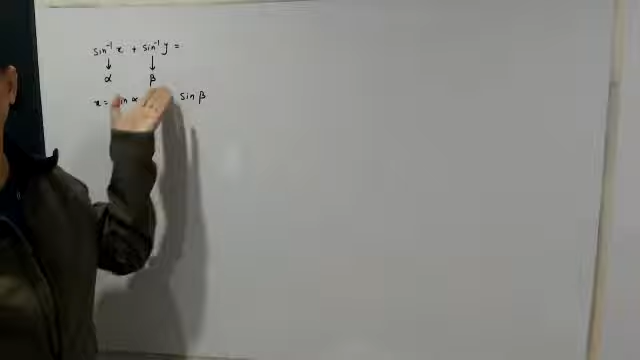 sin⁻¹ x + sin⁻¹ y =
↓ ↓
α β
x = sin α sin β